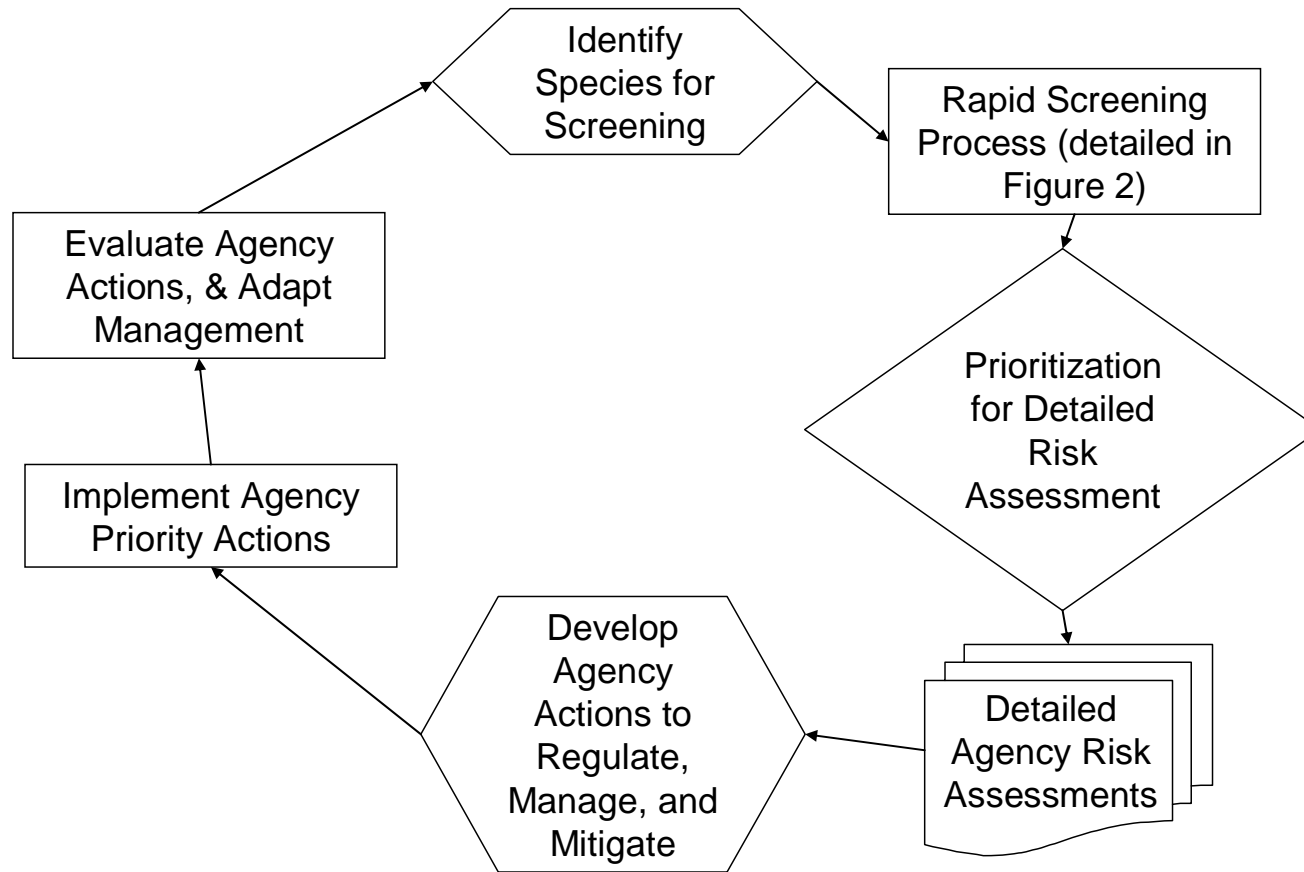 Identify
Species for
Screening
Rapid Screening
Process (detailed in
Figure 2)
Prioritization
for Detailed
Risk
Assessment
Detailed
Agency Risk
Assessments
Develop
Agency
Actions to
Regulate,
Manage, and
Mitigate
Implement Agency
Priority Actions
Evaluate Agency
Actions, & Adapt
Management